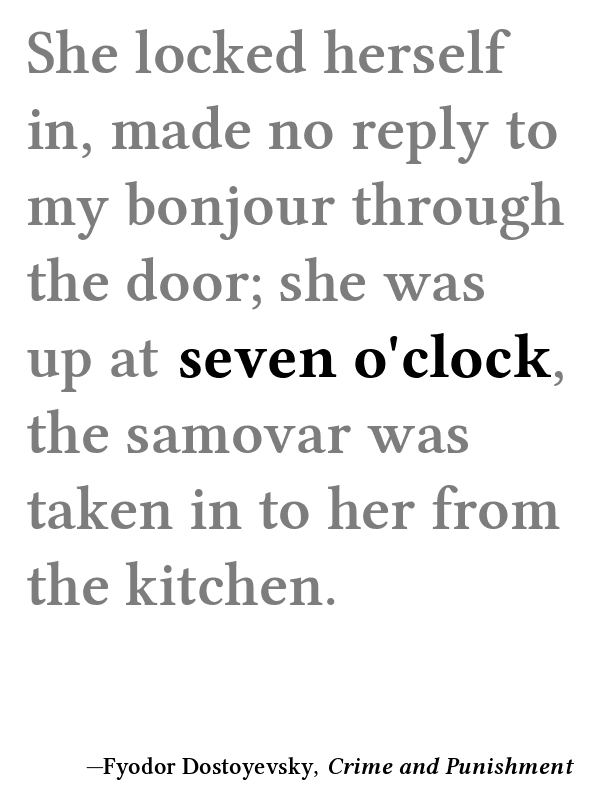 She locked herself
in, made no reply to
my bonjour through
the door; she was
up at seven o'clock,
the samovar was
taken in to her from
the kitchen.
—Fyodor Dostoyevsky, Crime and Punishment